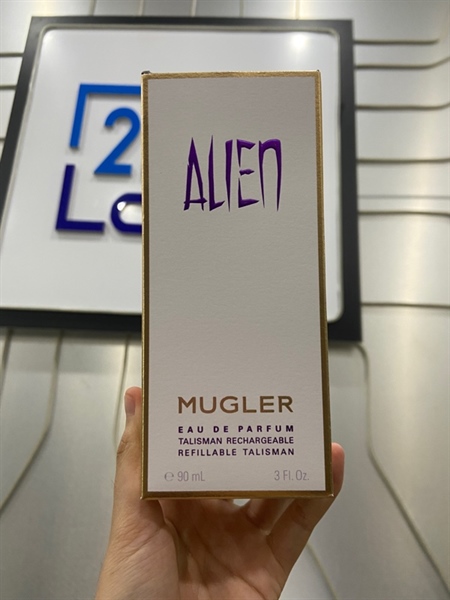 ALIEN
MUGLER
EAU DE PARFUM
TALISMAN RECHARGEABLE
REFILLABLE TALISMAN
℮ 90 mL
3 Fl. Oz.